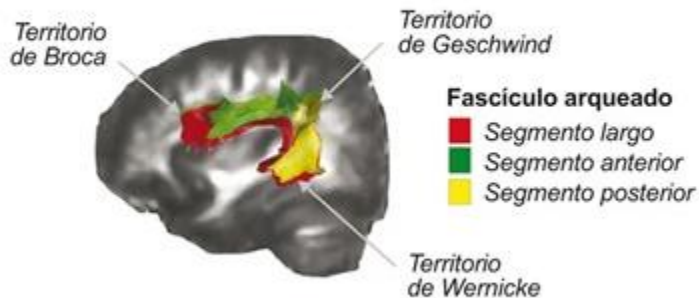 Territorio
de Broca
Territorio
de Geschwind
Fascículo arqueado
Segmento largo
Segmento anterior
Segmento posterior
Territorio
de Wernicke